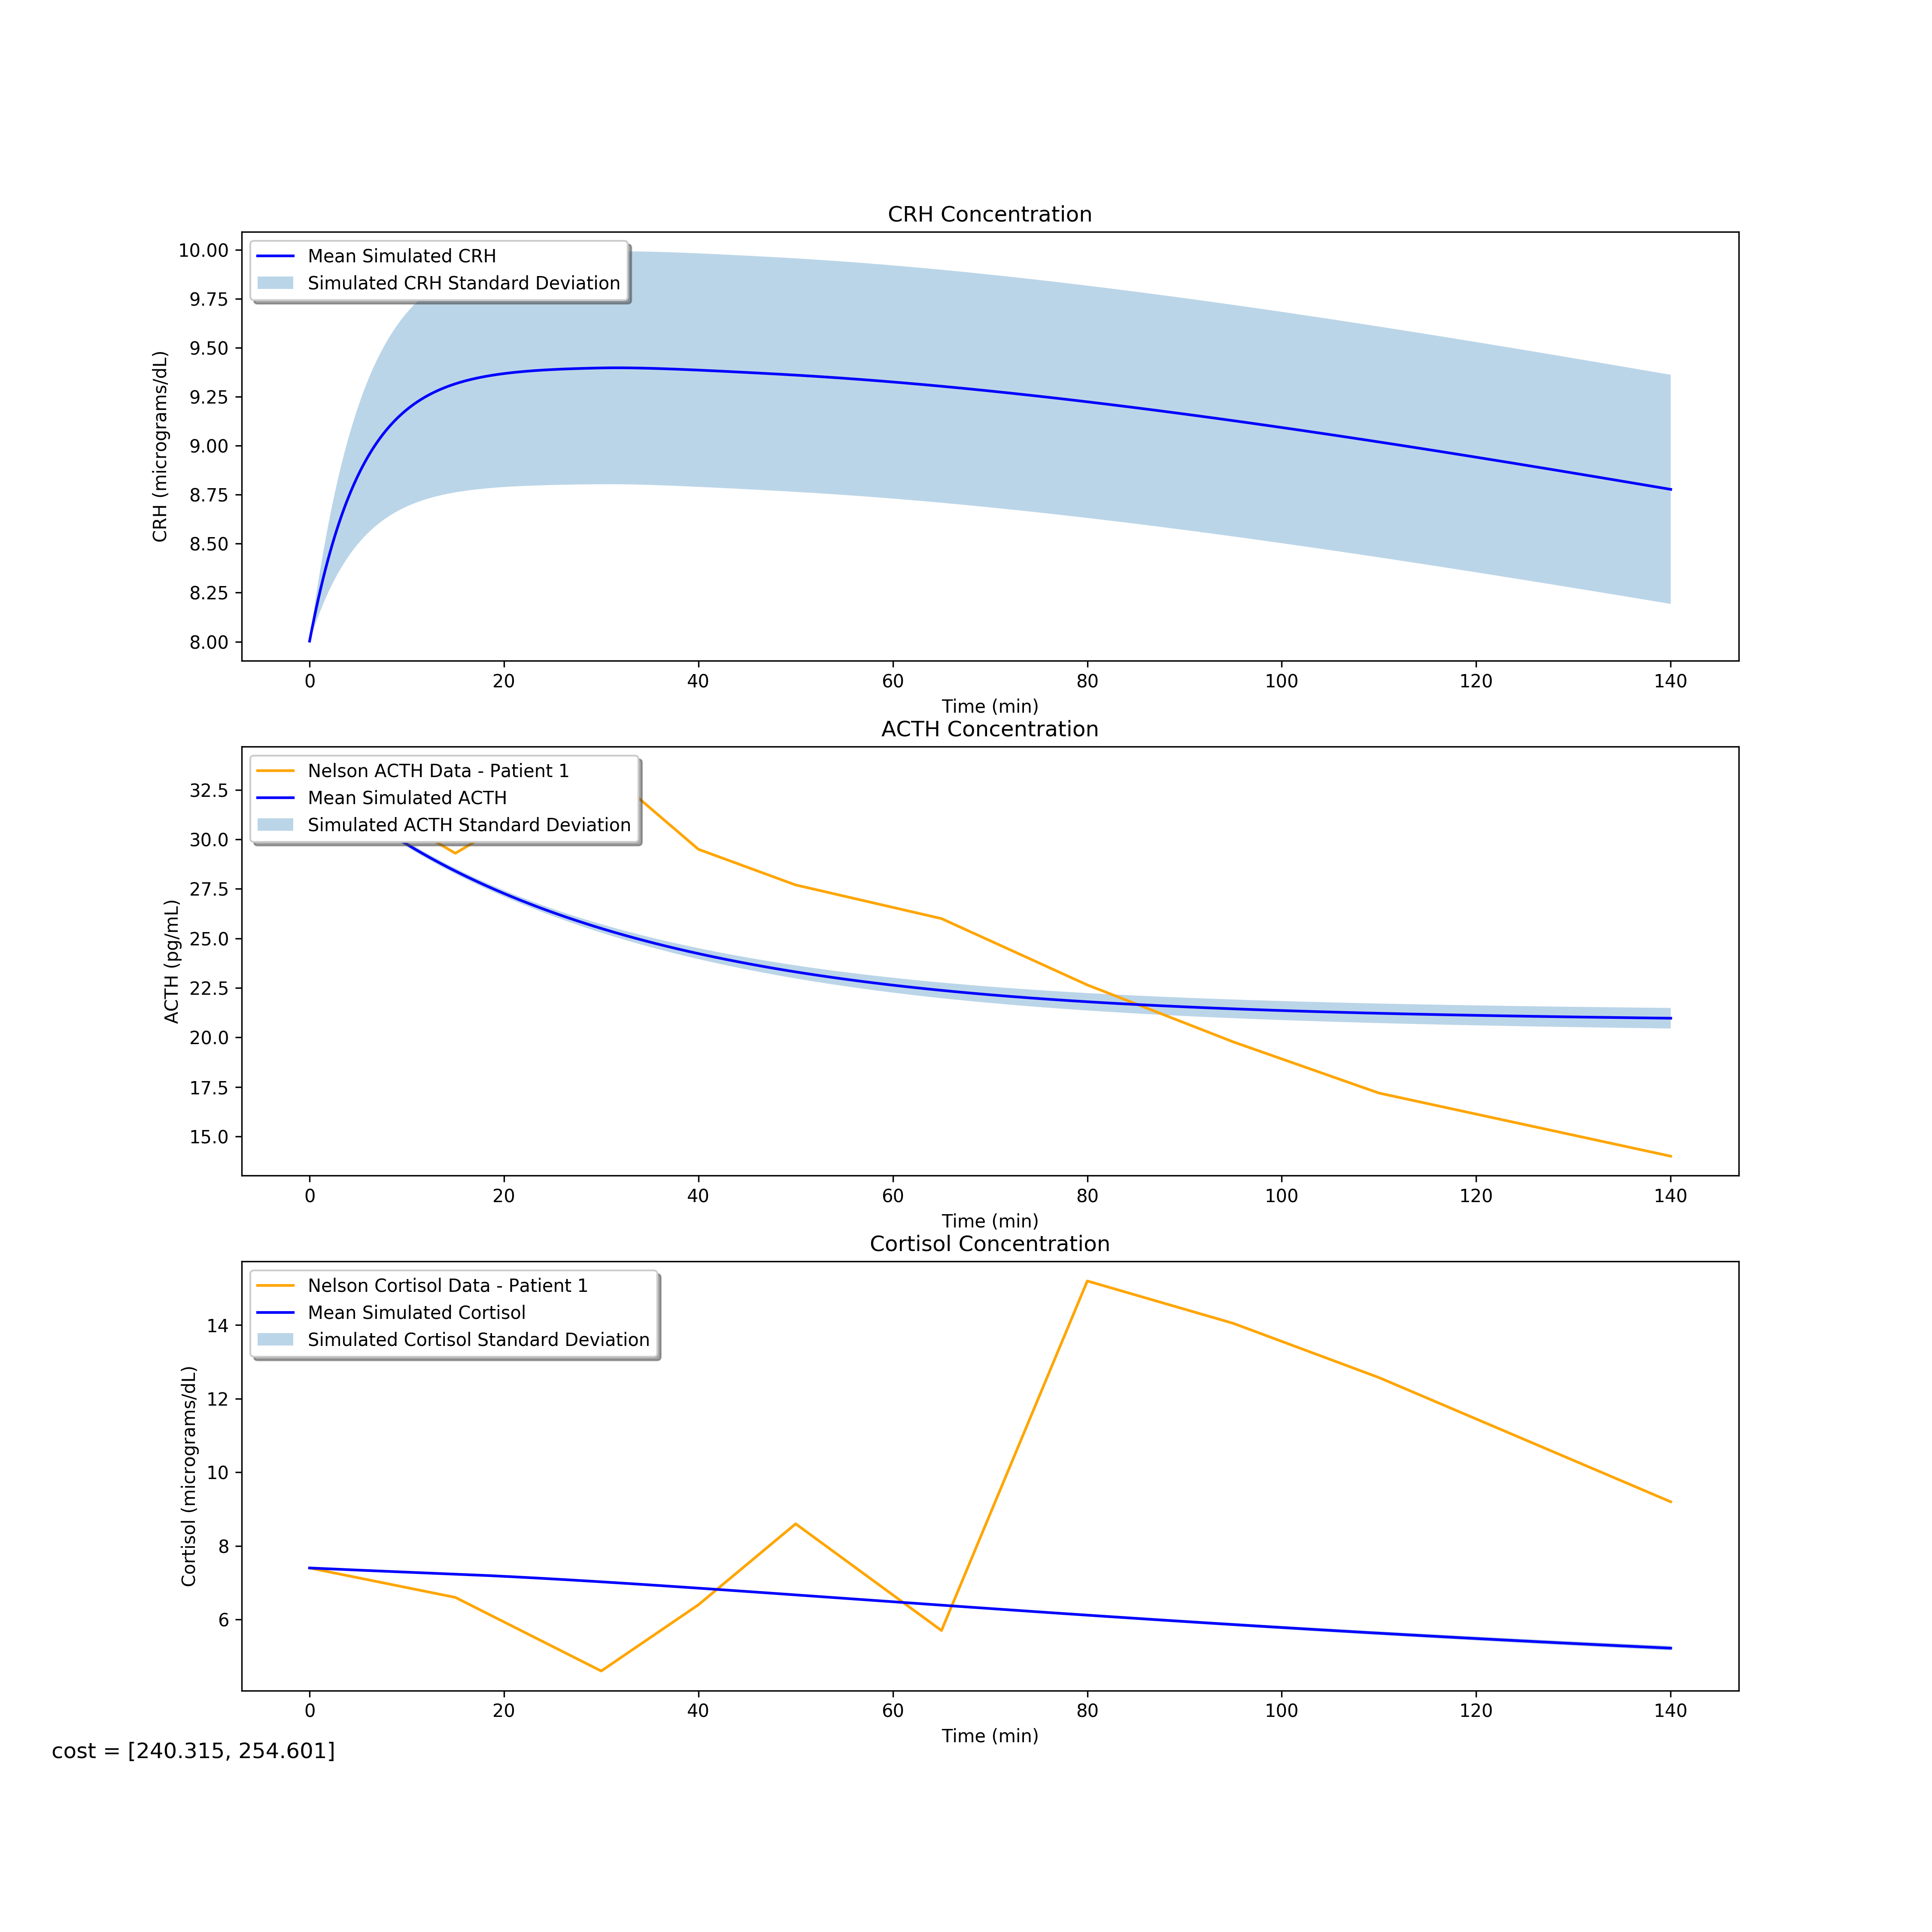 CRH Concentration
Mean Simulated CRH
Simulated CRH Standard Deviation
CRH (micrograms/dL)
10.00
9.75
9.50
9.25
9.00
8.75
8.50
8.25
8.00
0 20 40 60 80 100 120 140
Time (min)
ACTH Concentration
Nelson ACTH Data - Patient 1
Mean Simulated ACTH
Simulated ACTH Standard Deviation
ACTH (pg/mL)
32.5
30.0
27.5
25.0
22.5
20.0
17.5
15.0
0 20 40 60 80 100 120 140
Time (min)
Cortisol Concentration
Nelson Cortisol Data - Patient 1
Mean Simulated Cortisol
Simulated Cortisol Standard Deviation
Cortisol (micrograms/dL)
14
12
10
8
6
0 20 40 60 80 100 120 140
Time (min)
cost = [240.315, 254.601]